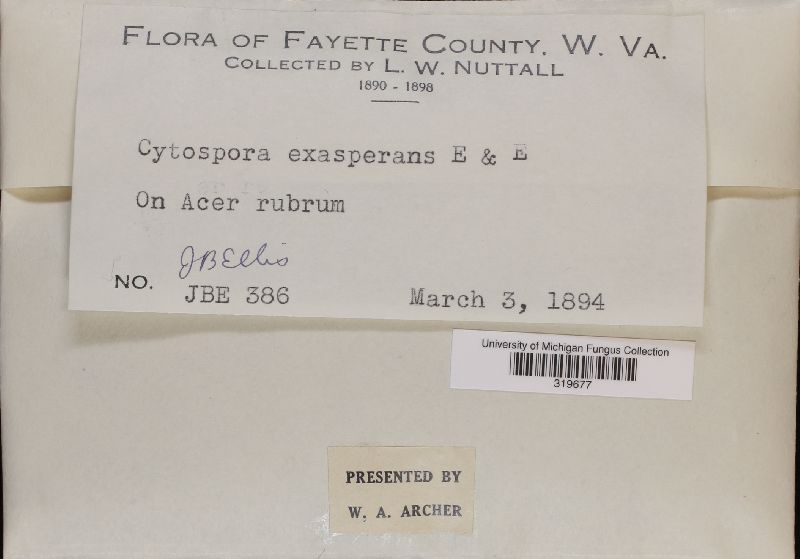 FLORA OF FAYETTE COUNTY, W. VA.
COLLECTED BY L. W. NUTTALL
1890 - 1898
Cytospora exasperans E & E
On Acer rubrum
JBEllis
NO. JBE 386 March 3, 1894
University of Michigan Fungus Collection
319677
PRESENTED BY
W. A. ARCHER